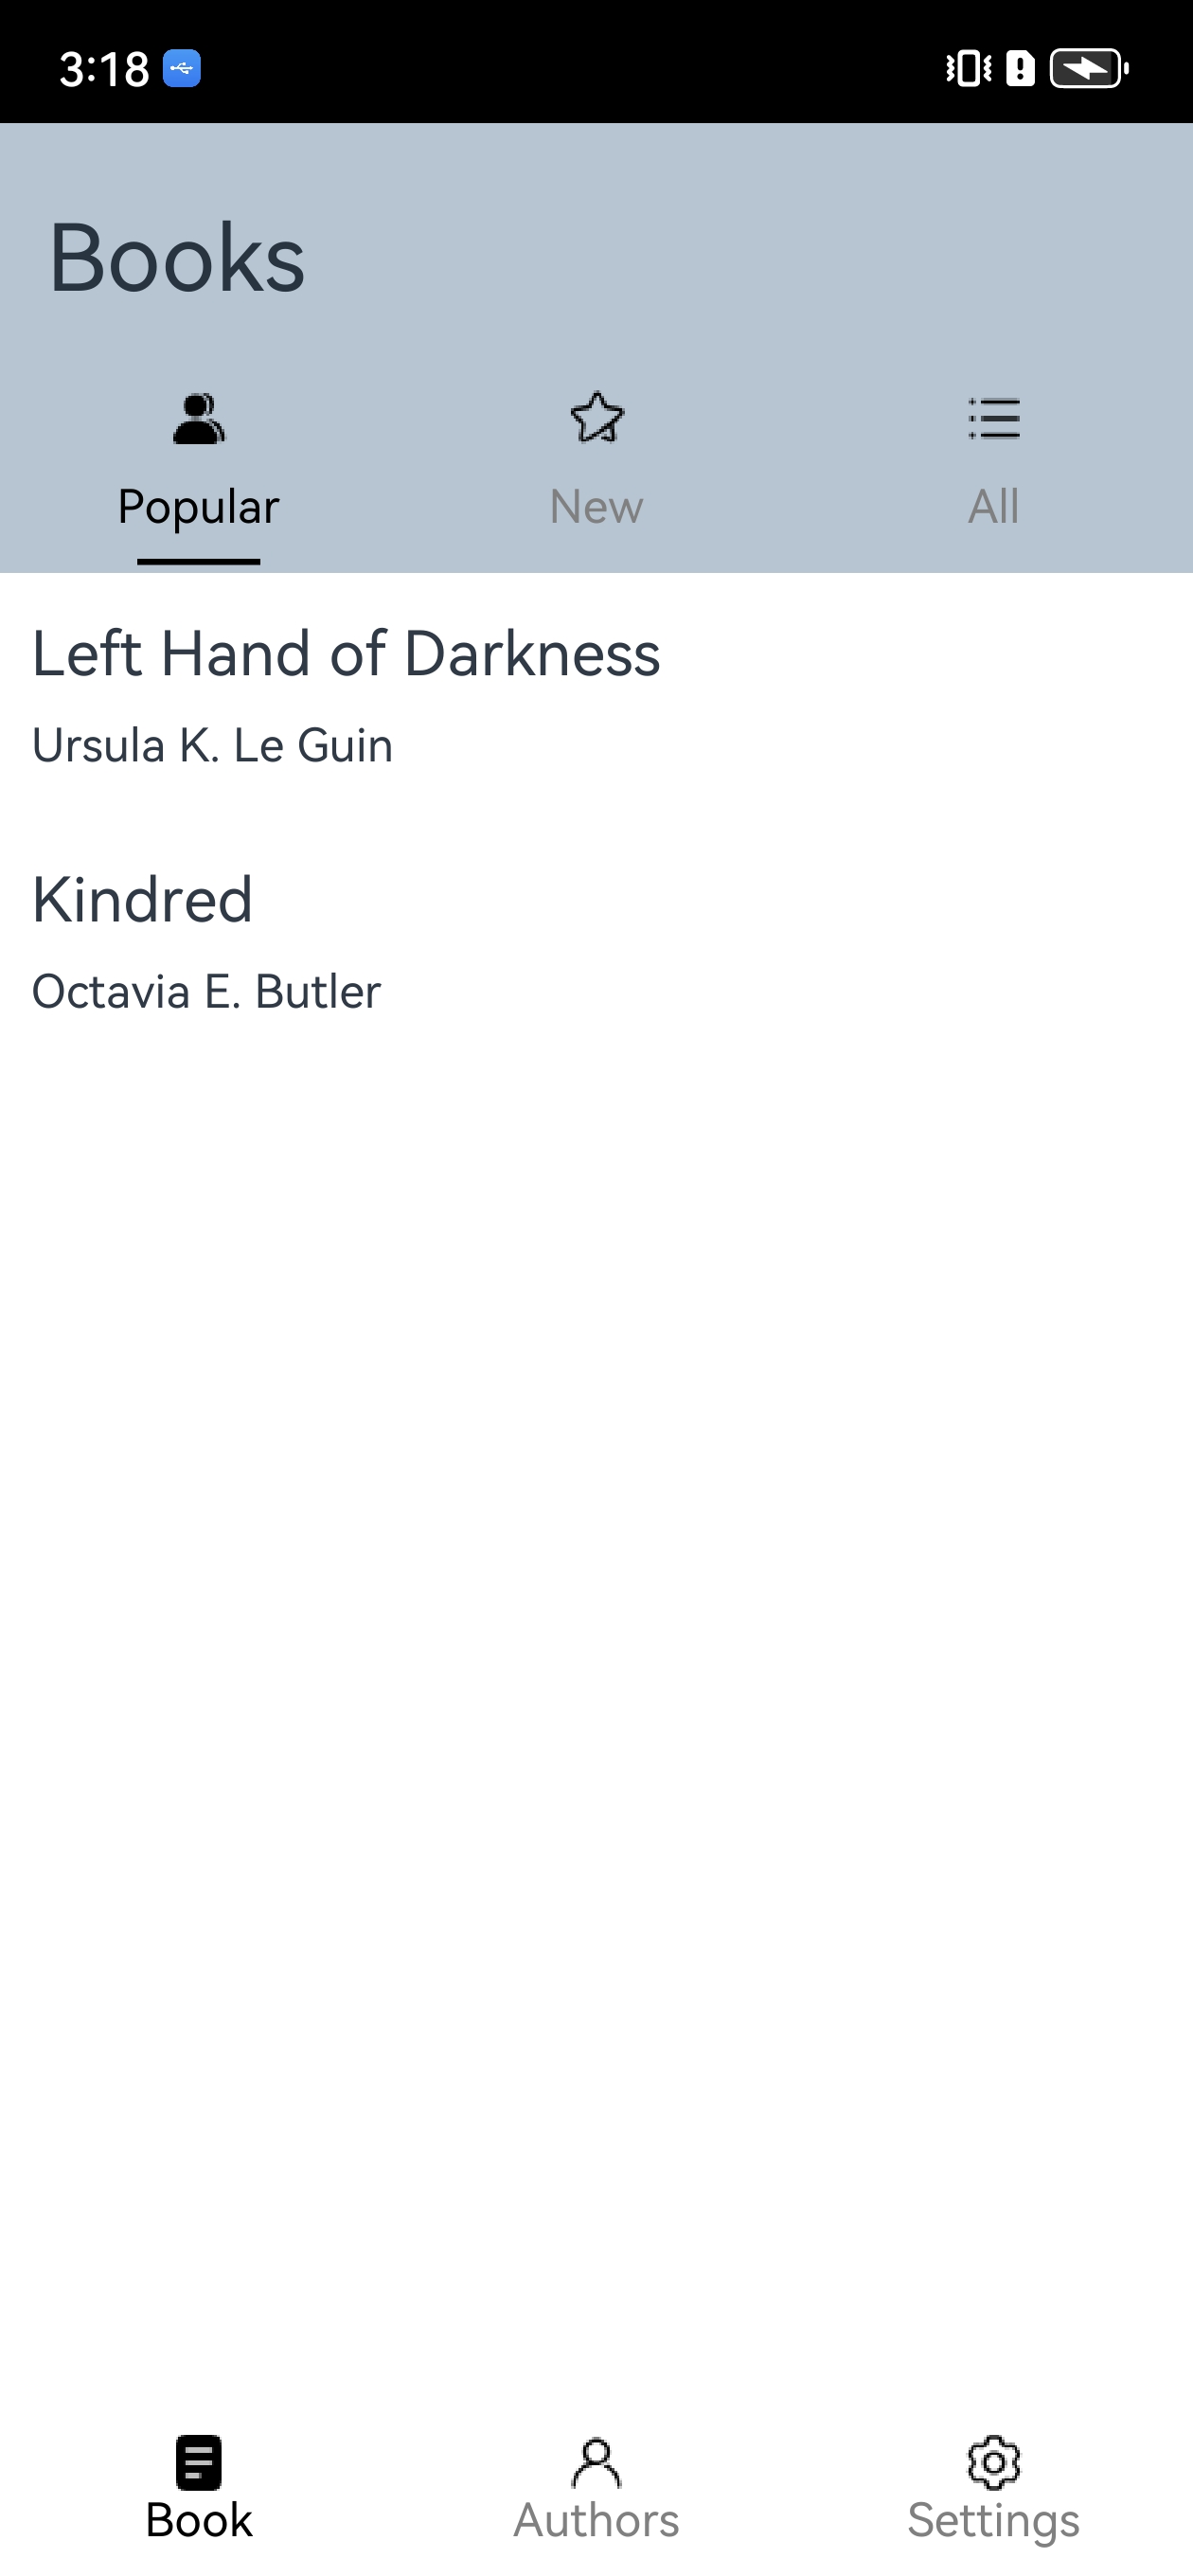 3:18
Books
Popular
New
All
Left Hand of Darkness
Ursula K. Le Guin
Kindred
Octavia E. Butler
Book
Authors
Settings